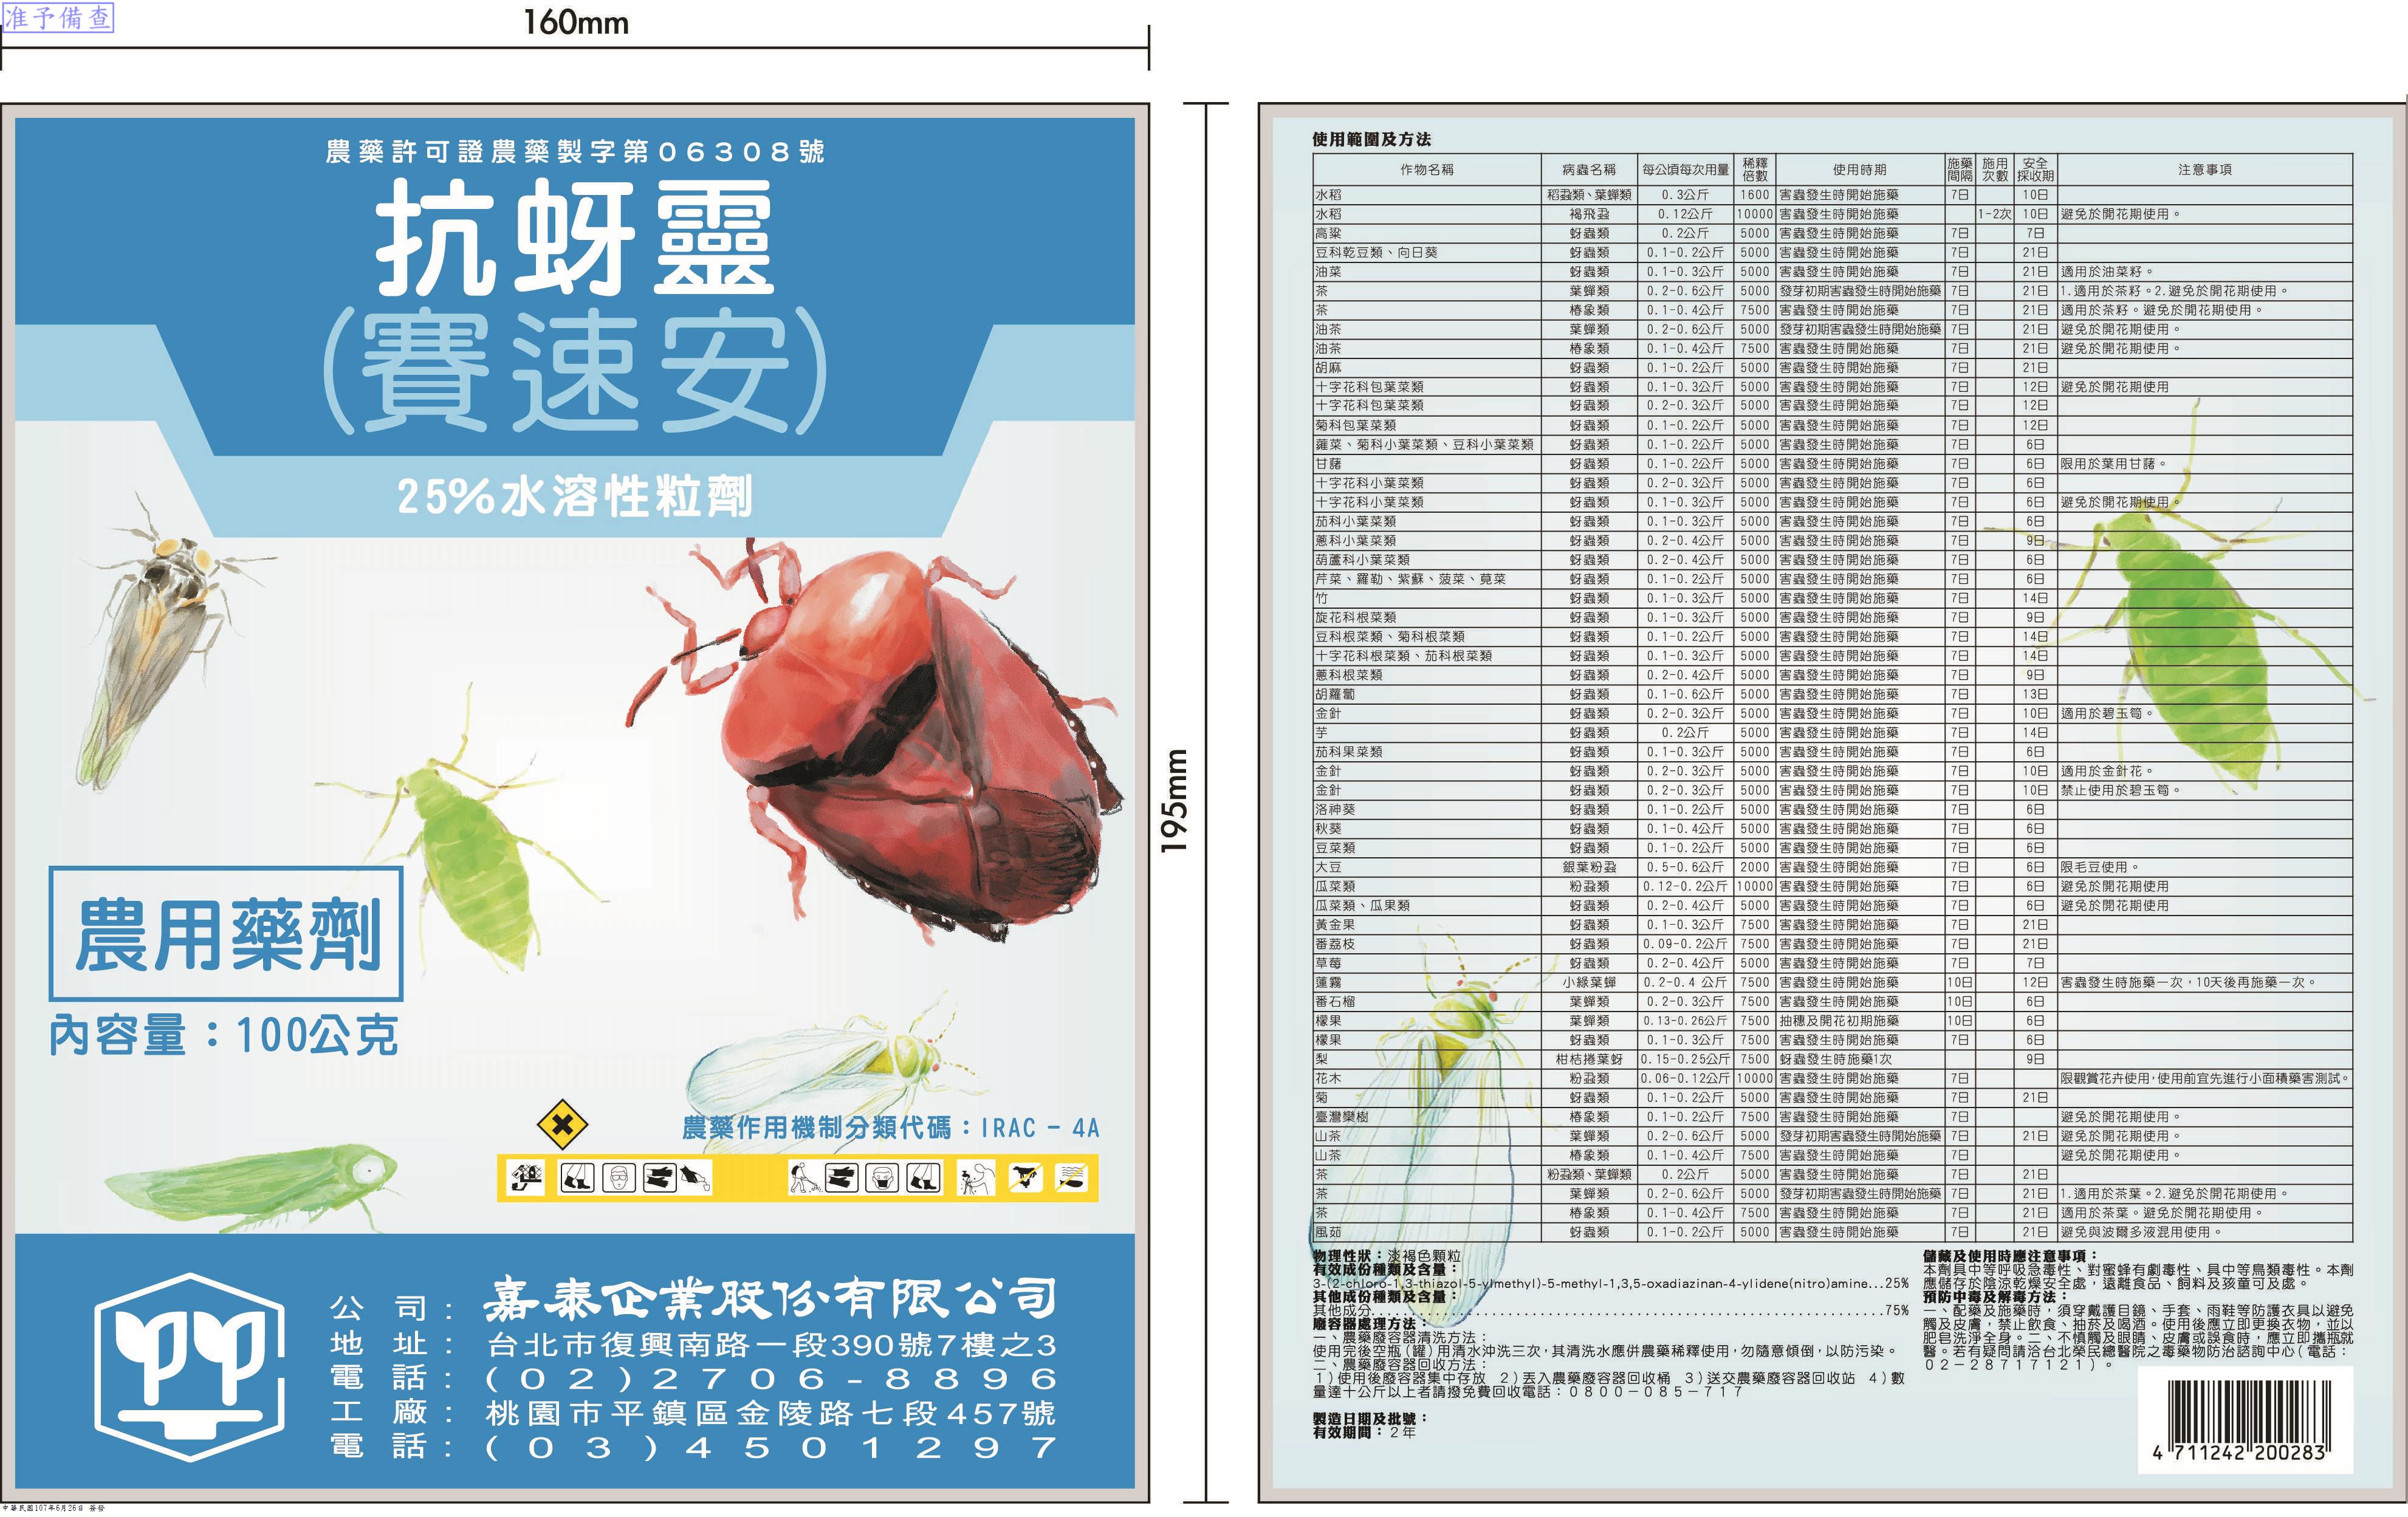 准予備查
160mm
195mm
農藥許可證農藥製字第06308號
抗蚜靈
(賽速安)
25%水溶性粒劑
農用藥劑
內容量：100公克
農藥作用機制分類代碼：IRAC - 4A
公司： 嘉泰企業股份有限公司
地址： 台北市復興南路一段390號7樓之3
電話： (02)2706-8896
工廠： 桃園市平鎮區金陵路七段457號
電話： (03)4501297
中華民國107年6月26日 簽發
使用範圍及方法
作物名稱 病蟲名稱 每公頃每次用量 稀釋倍數 使用時期 施藥間隔 施用次數 安全採收期 注意事項
水稻 稻蝨類、葉蟬類 0.3公斤 1600 害蟲發生時開始施藥 7日 10日
水稻 褐飛蝨 0.12公斤 10000 害蟲發生時開始施藥 1-2次 10日 避免於開花期使用。
高粱 蚜蟲類 0.2公斤 5000 害蟲發生時開始施藥 7日 7日
豆科乾豆類、向日葵 蚜蟲類 0.1-0.2公斤 5000 害蟲發生時開始施藥 7日 21日
油菜 蚜蟲類 0.1-0.3公斤 5000 害蟲發生時開始施藥 7日 21日 適用於油菜籽。
茶 葉蟬類 0.2-0.6公斤 5000 發芽初期害蟲發生時開始施藥 7日 21日 1.適用於茶籽。2.避免於開花期使用。
茶 椿象類 0.1-0.4公斤 7500 害蟲發生時開始施藥 7日 21日 適用於茶籽。避免於開花期使用。
油茶 葉蟬類 0.2-0.6公斤 5000 發芽初期害蟲發生時開始施藥 7日 21日 避免於開花期使用。
油茶 椿象類 0.1-0.4公斤 7500 害蟲發生時開始施藥 7日 21日 避免於開花期使用。
胡麻 蚜蟲類 0.1-0.2公斤 5000 害蟲發生時開始施藥 7日 21日
十字花科包葉菜類 蚜蟲類 0.1-0.3公斤 5000 害蟲發生時開始施藥 7日 12日 避免於開花期使用
十字花科包葉菜類 蚜蟲類 0.2-0.3公斤 5000 害蟲發生時開始施藥 7日 12日
菊科包葉菜類 蚜蟲類 0.1-0.2公斤 5000 害蟲發生時開始施藥 7日 12日
蕹菜、菊科小葉菜類、豆科小葉菜類 蚜蟲類 0.1-0.2公斤 5000 害蟲發生時開始施藥 7日 6日
甘藷 蚜蟲類 0.1-0.2公斤 5000 害蟲發生時開始施藥 7日 6日 限用於葉用甘藷。
十字花科小葉菜類 蚜蟲類 0.2-0.3公斤 5000 害蟲發生時開始施藥 7日 6日
十字花科小葉菜類 蚜蟲類 0.1-0.3公斤 5000 害蟲發生時開始施藥 7日 6日 避免於開花期使用。
茄科小葉菜類 蚜蟲類 0.1-0.3公斤 5000 害蟲發生時開始施藥 7日 6日
蔥科小葉菜類 蚜蟲類 0.2-0.4公斤 5000 害蟲發生時開始施藥 7日 9日
葫蘆科小葉菜類 蚜蟲類 0.2-0.4公斤 5000 害蟲發生時開始施藥 7日 6日
芹菜、羅勒、紫蘇、菠菜、莧菜 蚜蟲類 0.1-0.2公斤 5000 害蟲發生時開始施藥 7日 6日
竹 蚜蟲類 0.1-0.3公斤 5000 害蟲發生時開始施藥 7日 14日
旋花科根菜類 蚜蟲類 0.1-0.3公斤 5000 害蟲發生時開始施藥 7日 9日
豆科根菜類、菊科根菜類 蚜蟲類 0.1-0.2公斤 5000 害蟲發生時開始施藥 7日 14日
十字花科根菜類、茄科根菜類 蚜蟲類 0.1-0.3公斤 5000 害蟲發生時開始施藥 7日 14日
蔥科根菜類 蚜蟲類 0.2-0.4公斤 5000 害蟲發生時開始施藥 7日 9日
胡蘿蔔 蚜蟲類 0.1-0.6公斤 5000 害蟲發生時開始施藥 7日 13日
金針 蚜蟲類 0.2-0.3公斤 5000 害蟲發生時開始施藥 7日 10日 適用於碧玉筍。
芋 蚜蟲類 0.2公斤 5000 害蟲發生時開始施藥 7日 14日
茄科果菜類 蚜蟲類 0.1-0.3公斤 5000 害蟲發生時開始施藥 7日 6日
金針 蚜蟲類 0.2-0.3公斤 5000 害蟲發生時開始施藥 7日 10日 適用於金針花。
金針 蚜蟲類 0.2-0.3公斤 5000 害蟲發生時開始施藥 7日 10日 禁止使用於碧玉筍。
洛神葵 蚜蟲類 0.1-0.2公斤 5000 害蟲發生時開始施藥 7日 6日
秋葵 蚜蟲類 0.1-0.4公斤 5000 害蟲發生時開始施藥 7日 6日
豆菜類 蚜蟲類 0.1-0.2公斤 5000 害蟲發生時開始施藥 7日 6日
大豆 銀葉粉蝨 0.5-0.6公斤 2000 害蟲發生時開始施藥 7日 6日 限毛豆使用。
瓜菜類 粉蝨類 0.12-0.2公斤 10000 害蟲發生時開始施藥 7日 6日 避免於開花期使用
瓜菜類、瓜果類 蚜蟲類 0.2-0.4公斤 5000 害蟲發生時開始施藥 7日 6日 避免於開花期使用
黃金果 蚜蟲類 0.1-0.3公斤 7500 害蟲發生時開始施藥 7日 21日
番荔枝 蚜蟲類 0.09-0.2公斤 7500 害蟲發生時開始施藥 7日 21日
草莓 蚜蟲類 0.2-0.4公斤 5000 害蟲發生時開始施藥 7日 7日
蓮霧 小綠葉蟬 0.2-0.4 公斤 7500 害蟲發生時開始施藥 10日 12日 害蟲發生時施藥一次，10天後再施藥一次。
番石榴 葉蟬類 0.2-0.3公斤 7500 害蟲發生時開始施藥 10日 6日
檬果 葉蟬類 0.13-0.26公斤 7500 抽穗及開花初期施藥 10日 6日
檬果 蚜蟲類 0.1-0.3公斤 7500 害蟲發生時開始施藥 7日 6日
梨 柑桔捲葉蚜 0.15-0.25公斤 7500 蚜蟲發生時施藥1次 9日
花木 粉蝨類 0.06-0.12公斤 10000 害蟲發生時開始施藥 7日 限觀賞花卉使用，使用前宜先進行小面積藥害測試。
菊 蚜蟲類 0.1-0.2公斤 5000 害蟲發生時開始施藥 7日 21日
臺灣欒樹 椿象類 0.1-0.2公斤 7500 害蟲發生時開始施藥 7日 避免於開花期使用。
山茶 葉蟬類 0.2-0.6公斤 5000 發芽初期害蟲發生時開始施藥 7日 21日 避免於開花期使用。
山茶 椿象類 0.1-0.4公斤 7500 害蟲發生時開始施藥 7日 避免於開花期使用。
茶 粉蝨類、葉蟬類 0.2公斤 5000 害蟲發生時開始施藥 7日 21日
茶 葉蟬類 0.2-0.6公斤 5000 發芽初期害蟲發生時開始施藥 7日 21日 1.適用於茶葉。2.避免於開花期使用。
茶 椿象類 0.1-0.4公斤 7500 害蟲發生時開始施藥 7日 21日 適用於茶葉。避免於開花期使用。
風茹 蚜蟲類 0.1-0.2公斤 5000 害蟲發生時開始施藥 7日 21日 避免與波爾多液混用使用。
物理性狀：淡褐色顆粒
有效成份種類及含量：
3-(2-chloro-1,3-thiazol-5-ylmethyl)-5-methyl-1,3,5-oxadiazinan-4-ylidene(nitro)amine...25%
其他成份種類及含量：
其他成分...........75%
廢容器處理方法：
一、農藥廢容器清洗方法：
使用完後空瓶(罐)用清水沖洗三次，其清洗水應併農藥稀釋使用，勿隨意傾倒，以防污染。
二、農藥廢容器回收方法：
1)使用後廢容器集中存放 2)丟入農藥廢容器回收桶 3)送交農藥廢容器回收站 4)數
量達十公斤以上者請撥免費回收電話：0800－085－717
製造日期及批號：
有效期間：2年
儲藏及使用時應注意事項：
本劑具中等呼吸急毒性、對蜜蜂有劇毒性、具中等鳥類毒性。本劑
應儲存於陰涼乾燥安全處，遠離食品、飼料及孩童可及處。
預防中毒及解毒方法：
一、配藥及施藥時，須穿戴護目鏡、手套、雨鞋等防護衣具以避免
觸及皮膚，禁止飲食、抽菸及喝酒。使用後應立即更換衣物，並以
肥皂洗淨全身。二、不慎觸及眼睛、皮膚或誤食時，應立即攜瓶就
醫。若有疑問請洽台北榮民總醫院之毒藥物防治諮詢中心(電話：
02－28717121)。
4 711242 200283